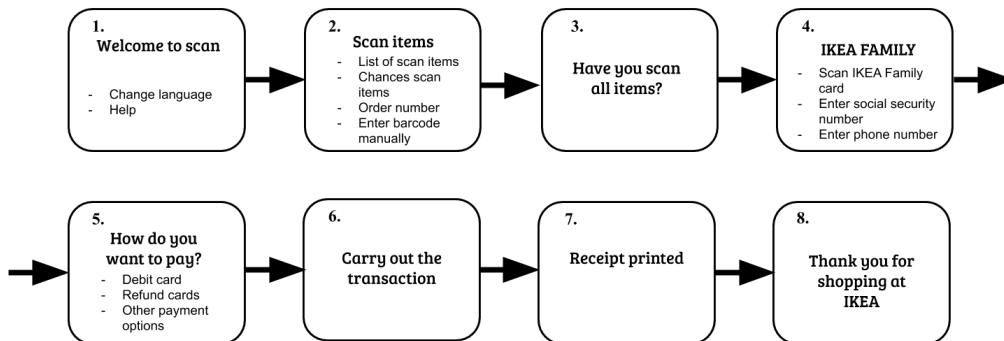 1.
Welcome to scan
- Change language
- Help
2.
Scan items
- List of scan items
- Chances scan
items
- Order number
- Enter barcode
manually
3.
Have you scan
all items?
4.
IKEA FAMILY
- Scan IKEA Family
card
- Enter social security
number
- Enter phone number
5.
How do you
want to pay?
- Debit card
- Refund cards
- Other payment
options
6.
Carry out the
transaction
7.
Receipt printed
8.
Thank you for
shopping at
IKEA